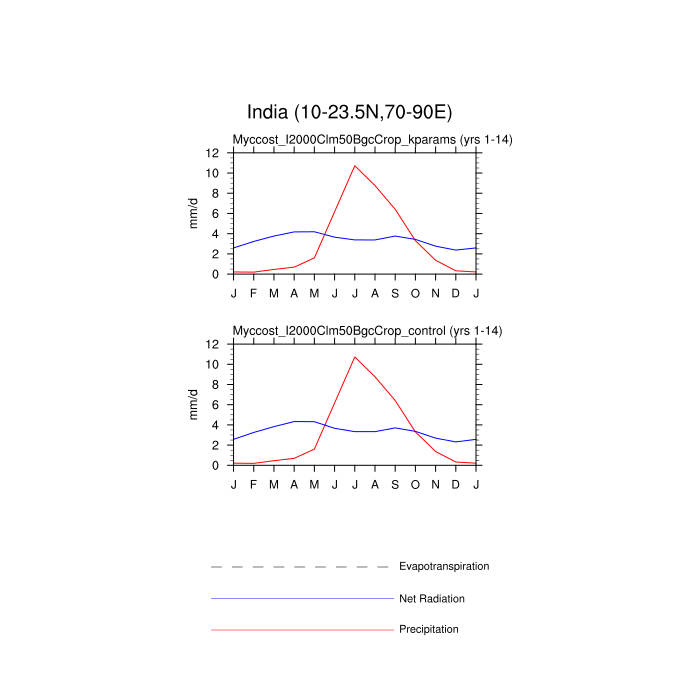 India (10-23.5N,70-90E)
Myccost_I2000Clm50BgcCrop_kparams (yrs 1-14)
12
10
8
6
4
2
0
mm/d
J F M A M J J A S O N D J
Myccost_I2000Clm50BgcCrop_control (yrs 1-14)
12
10
8
6
4
2
0
mm/d
J F M A M J J A S O N D J
Evapotranspiration
Net Radiation
Precipitation